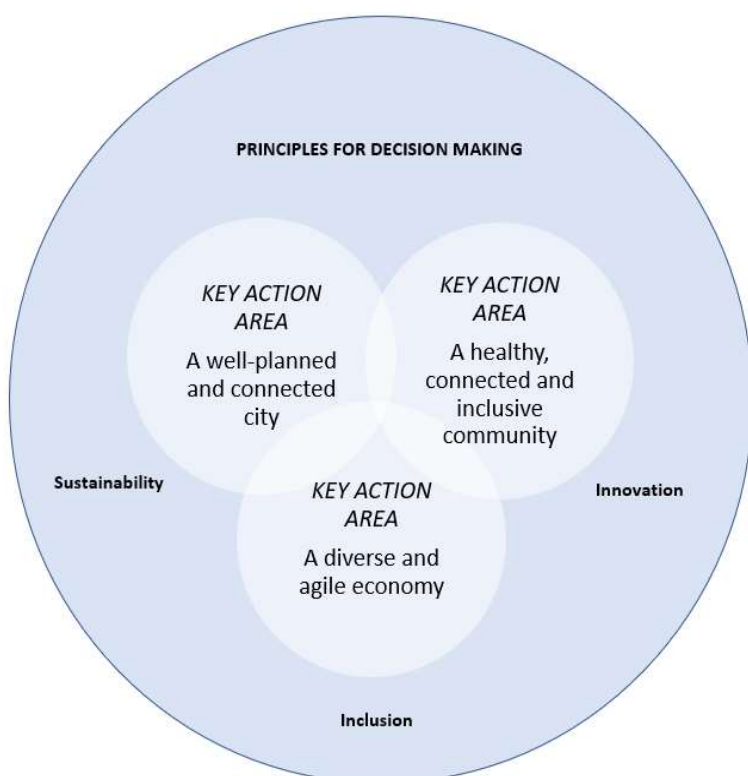 PRINCIPLES FOR DECISION MAKING
KEY ACTION
AREA
A well-planned
and connected
city
KEY ACTION
AREA
A healthy,
connected and
inclusive
community
Sustainability
KEY ACTION
AREA
A diverse and
agile economy
Innovation
Inclusion